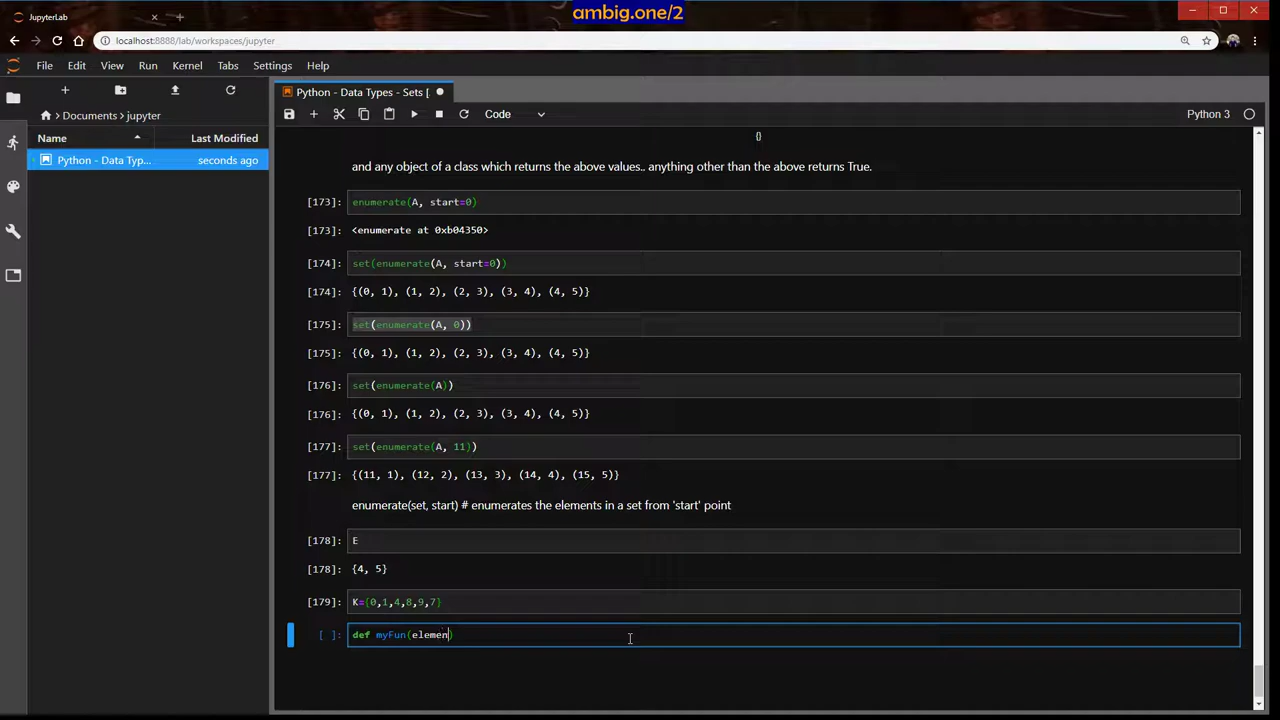 JupyterLab
ambig.one/2
localhost:8888/lab/workspaces/jupyter
File Edit View Run Kernel Tabs Settings Help
Python - Data Types - Sets [
Code
Python 3
Documents jupyter
Name Last Modified
Python - Data Typ... seconds ago
{}
and any object of a class which returns the above values.. anything other than the above returns True.
[173]: enumerate(A, start=0)
[173]: <enumerate at 0xb04350>
[174]: set(enumerate(A, start=0))
[174]: {(0, 1), (1, 2), (2, 3), (3, 4), (4, 5)}
[175]: set(enumerate(A, 0))
[175]: {(0, 1), (1, 2), (2, 3), (3, 4), (4, 5)}
[176]: set(enumerate(A))
[176]: {(0, 1), (1, 2), (2, 3), (3, 4), (4, 5)}
[177]: set(enumerate(A, 11))
[177]: {(11, 1), (12, 2), (13, 3), (14, 4), (15, 5)}
enumerate(set, start) # enumerates the elements in a set from 'start' point
[178]: E
[178]: {4, 5}
[179]: K={0,1,4,8,9,7}
[ ]: def myFun(elemen)